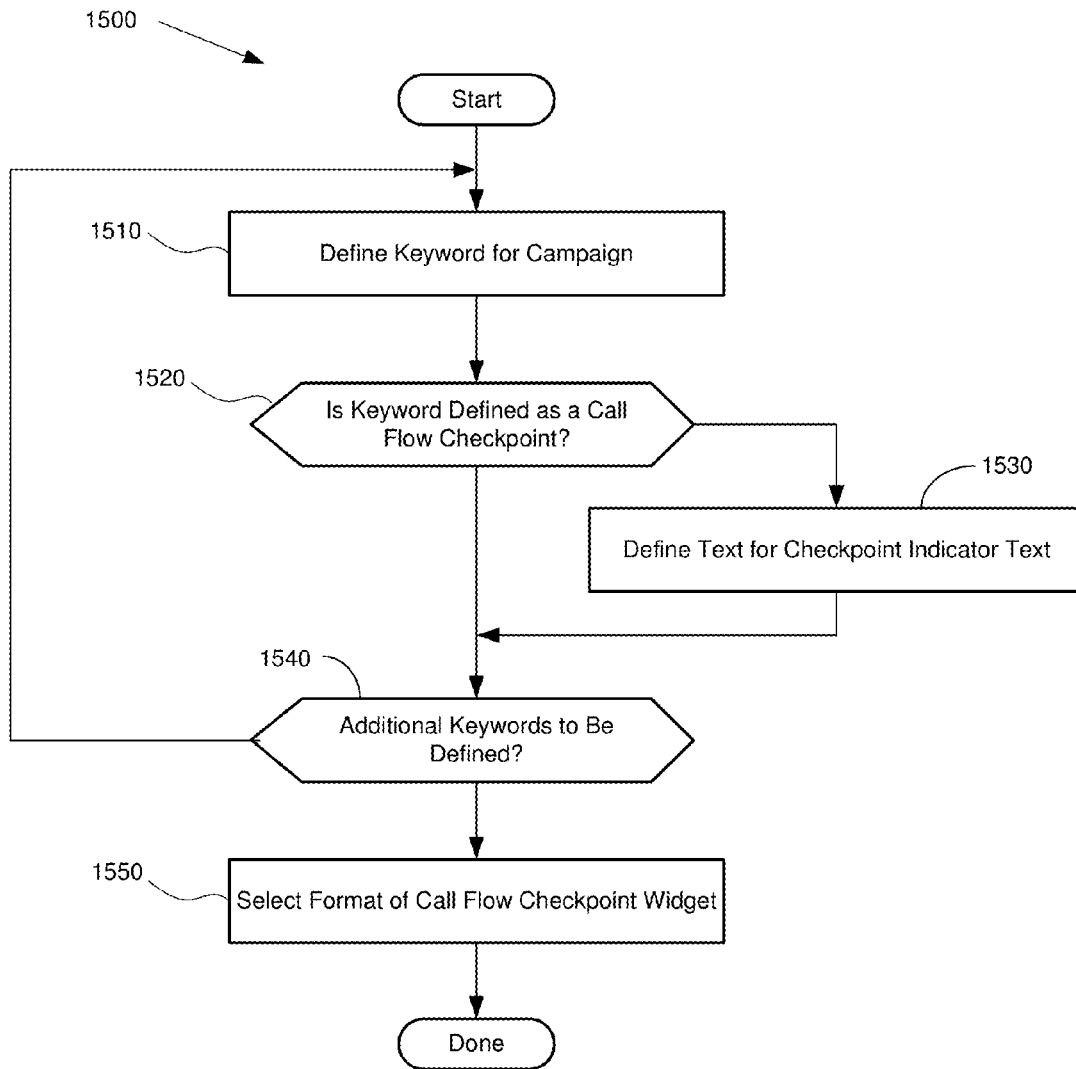 1500
Start
1510
Define Keyword for Campaign
1520
Is Keyword Defined as a Call
Flow Checkpoint?
1530
Define Text for Checkpoint Indicator Text
1540
Additional Keywords to Be
Defined?
1550
Select Format of Call Flow Checkpoint Widget
Done